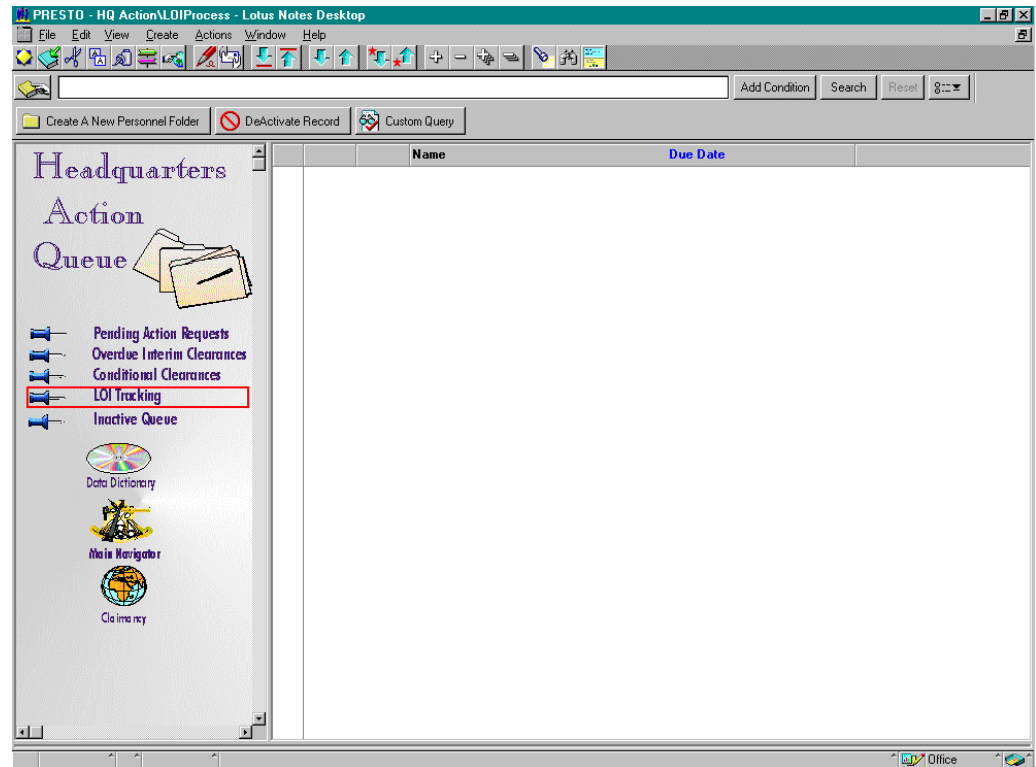 PRESTO - HQ Action\LOIProcess - Lotus Notes Desktop
File Edit View Create Actions Window Help
Add Condition Search Reset
Create A New Personnel Folder DeActivate Record Custom Query
Name Due Date
Headquarters
Action
Queue
Pending Action Requests
Overdue Interim Clearances
Conditional Clearances
LOI Tracking
Inactive Queue
Data Dictionary
Main Navigator
Claimancy
Office